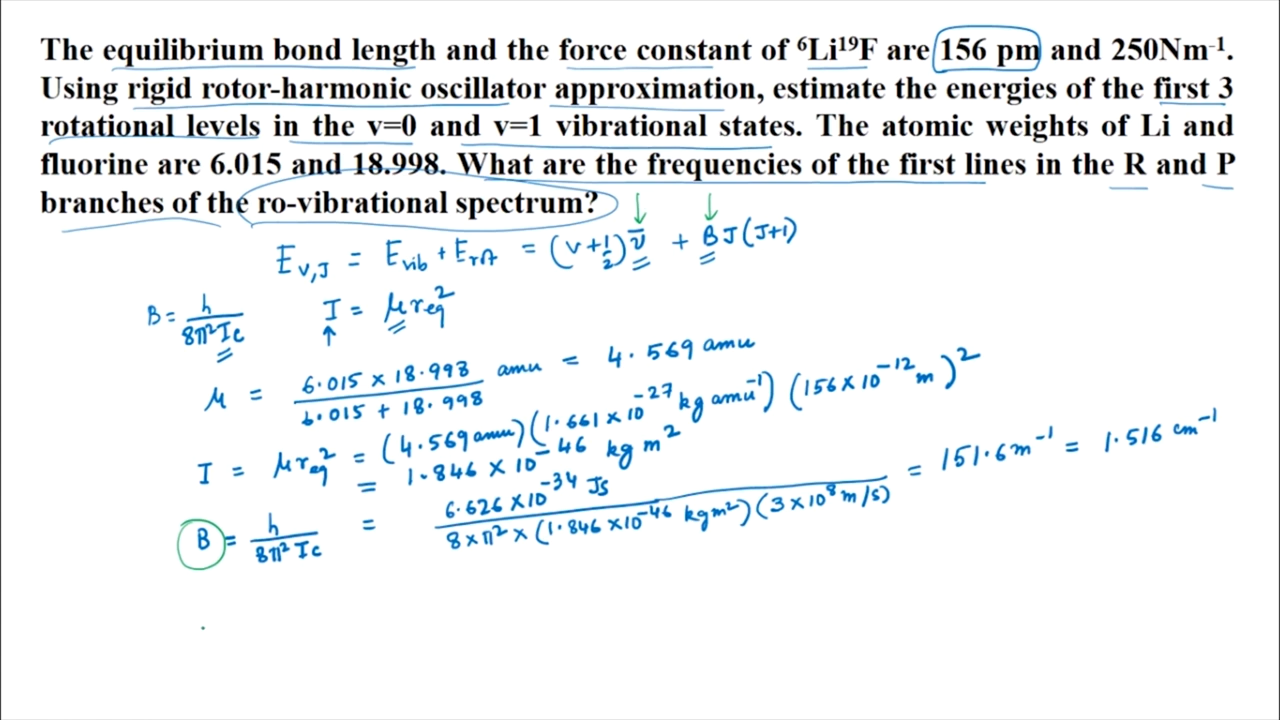 The equilibrium bond length and the force constant of ⁶Li¹⁹F are 156 pm and 250Nm⁻¹.
Using rigid rotor-harmonic oscillator approximation, estimate the energies of the first 3
rotational levels in the v=0 and v=1 vibrational states. The atomic weights of Li and
fluorine are 6.015 and 18.998. What are the frequencies of the first lines in the R and P
branches of the ro-vibrational spectrum?
E_v,J = E_vib + E_rot = (v+1/2) ν̄ + B J(J+1)
B = h / 8π²Ic   I = μr_eq²
μ = 6.015 × 18.998 / 6.015 + 18.998 amu = 4.569 amu
I = μr_eq² = (4.569 amu)(1.661 × 10⁻²⁷ kg amu⁻¹)(156 × 10⁻¹² m)²
= 1.846 × 10⁻⁴⁶ kg m²
B = h / 8π²Ic = 6.626 × 10⁻³⁴ Js / 8 × π² × (1.846 × 10⁻⁴⁶ kg m²)(3 × 10⁸ m/s) = 151.6 m⁻¹ = 1.516 cm⁻¹